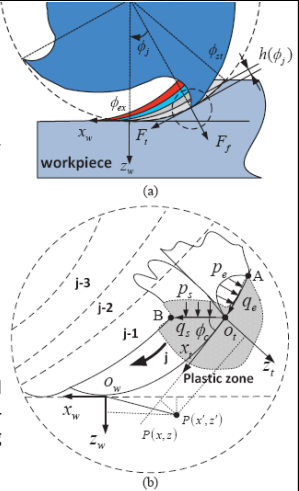 ϕj
ϕst
h(ϕj)
ϕex
xw
Ft
Ff
workpiece
zw
(a)
j-3
j-2
j-1
j
ps
pe
A
B
qs
ϕc
qe
ot
xt
zt
Plastic zone
ow
xw
zw
P(x,z)
P(x′,z′)
(b)